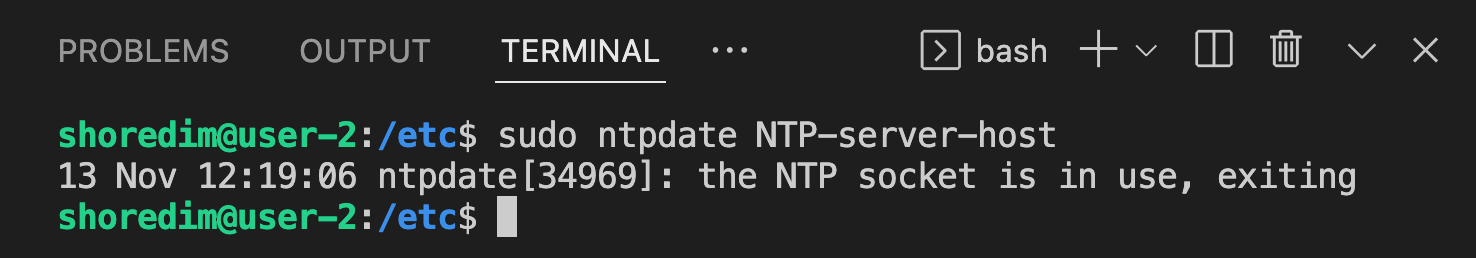 PROBLEMS OUTPUT TERMINAL ··· bash
shoredim@user-2:/etc$ sudo ntpdate NTP-server-host
13 Nov 12:19:06 ntpdate[34969]: the NTP socket is in use, exiting
shoredim@user-2:/etc$